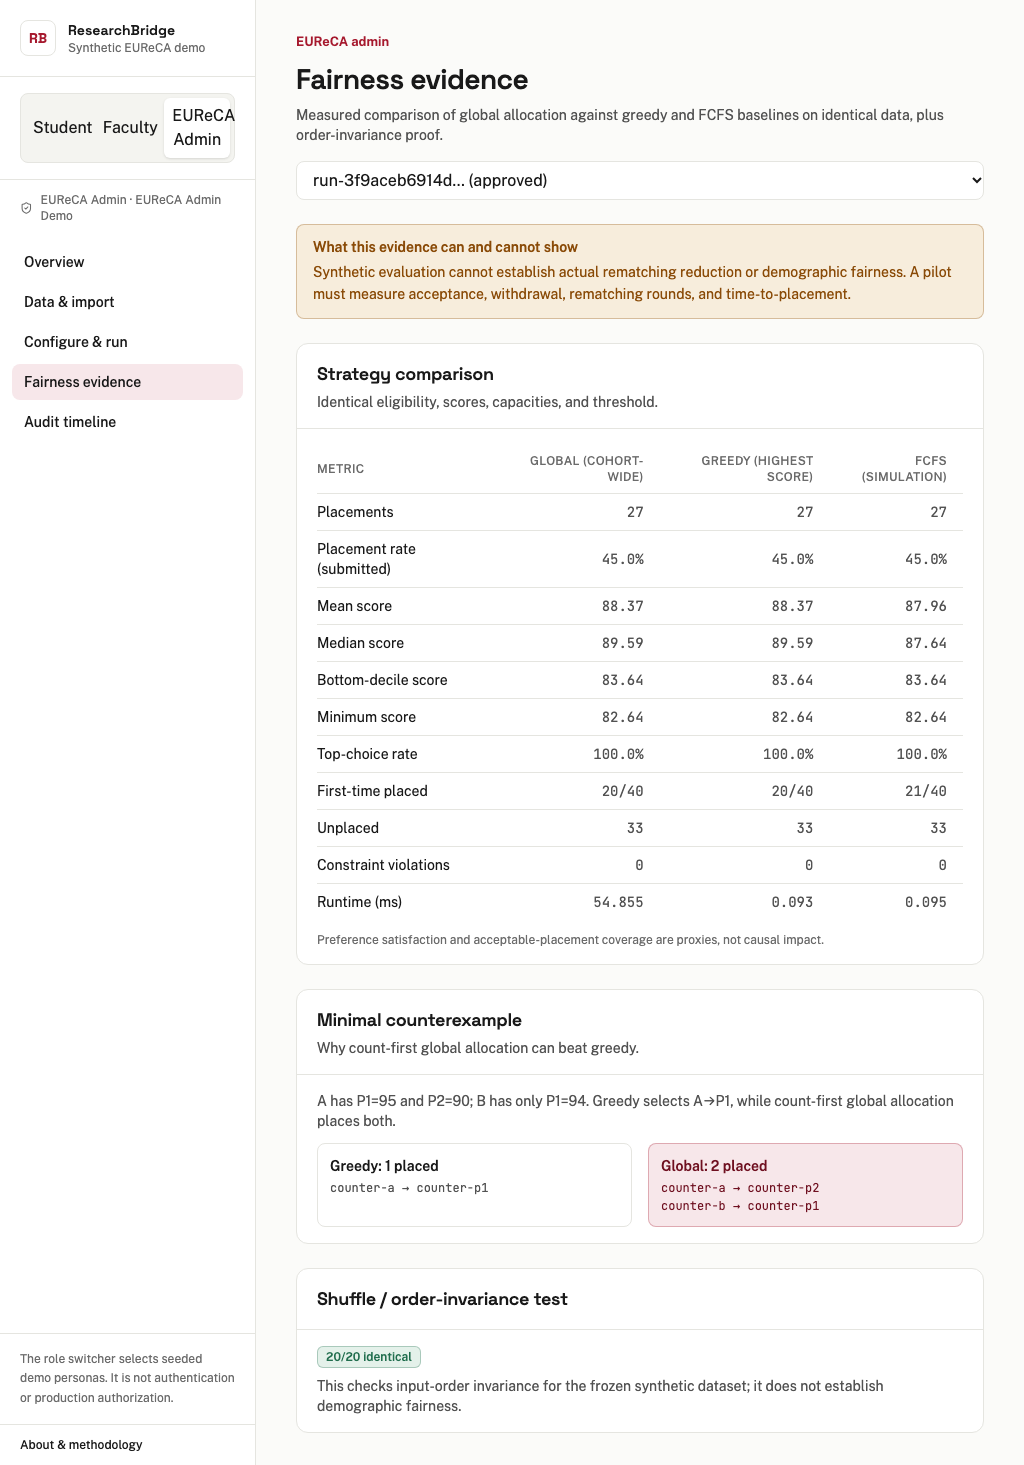 RB
ResearchBridge
Synthetic EUReCA demo
Student
Faculty
EUReCA
Admin
EUReCA Admin · EUReCA Admin
Demo
Overview
Data & import
Configure & run
Fairness evidence
Audit timeline
The role switcher selects seeded
demo personas. It is not authentication
or production authorization.
About & methodology
EUReCA admin
Fairness evidence
Measured comparison of global allocation against greedy and FCFS baselines on identical data, plus
order-invariance proof.
run-3f9aceb6914d... (approved)
What this evidence can and cannot show
Synthetic evaluation cannot establish actual rematching reduction or demographic fairness. A pilot
must measure acceptance, withdrawal, rematching rounds, and time-to-placement.
Strategy comparison
Identical eligibility, scores, capacities, and threshold.
METRIC GLOBAL (COHORT-WIDE) GREEDY (HIGHEST SCORE) FCFS (SIMULATION)
Placements 27 27 27
Placement rate (submitted) 45.0% 45.0% 45.0%
Mean score 88.37 88.37 87.96
Median score 89.59 89.59 87.64
Bottom-decile score 83.64 83.64 83.64
Minimum score 82.64 82.64 82.64
Top-choice rate 100.0% 100.0% 100.0%
First-time placed 20/40 20/40 21/40
Unplaced 33 33 33
Constraint violations 0 0 0
Runtime (ms) 54.855 0.093 0.095
Preference satisfaction and acceptable-placement coverage are proxies, not causal impact.
Minimal counterexample
Why count-first global allocation can beat greedy.
A has P1=95 and P2=90; B has only P1=94. Greedy selects A→P1, while count-first global allocation
places both.
Greedy: 1 placed
counter-a → counter-p1
Global: 2 placed
counter-a → counter-p2
counter-b → counter-p1
Shuffle / order-invariance test
20/20 identical
This checks input-order invariance for the frozen synthetic dataset; it does not establish
demographic fairness.